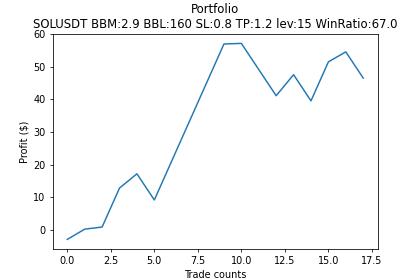 Portfolio
SOLUSDT BBM:2.9 BBL:160 SL:0.8 TP:1.2 lev:15 WinRatio:67.0
60
50
40
30
20
10
0
Profit ($)
0.0 2.5 5.0 7.5 10.0 12.5 15.0 17.5
Trade counts